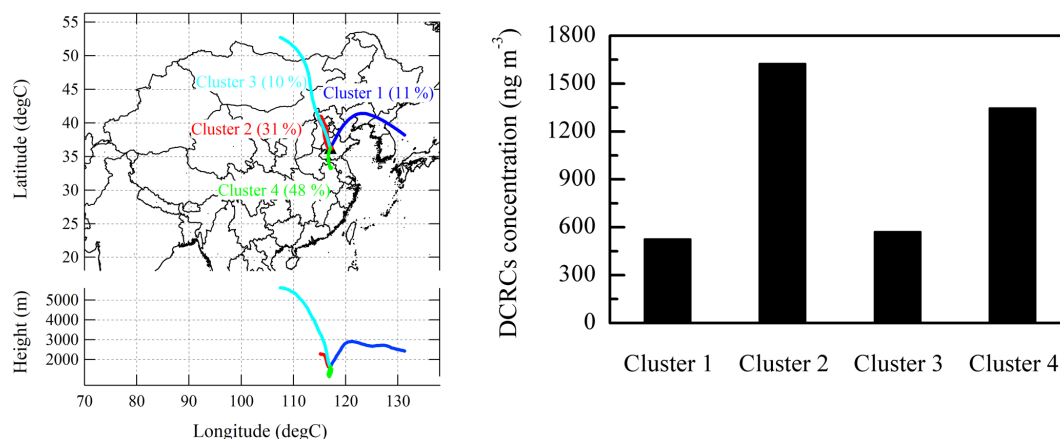 55
50
45
40
35
30
25
20
Latitude (degC)
Cluster 3 (10 %)
Cluster 1 (11 %)
Cluster 2 (31 %)
Cluster 4 (48 %)
5000
4000
3000
2000
Height (m)
70 80 90 100 110 120 130
Longitude (degC)
1800
1500
1200
900
600
300
0
DCRCs concentration (ng m⁻³)
Cluster 1 Cluster 2 Cluster 3 Cluster 4